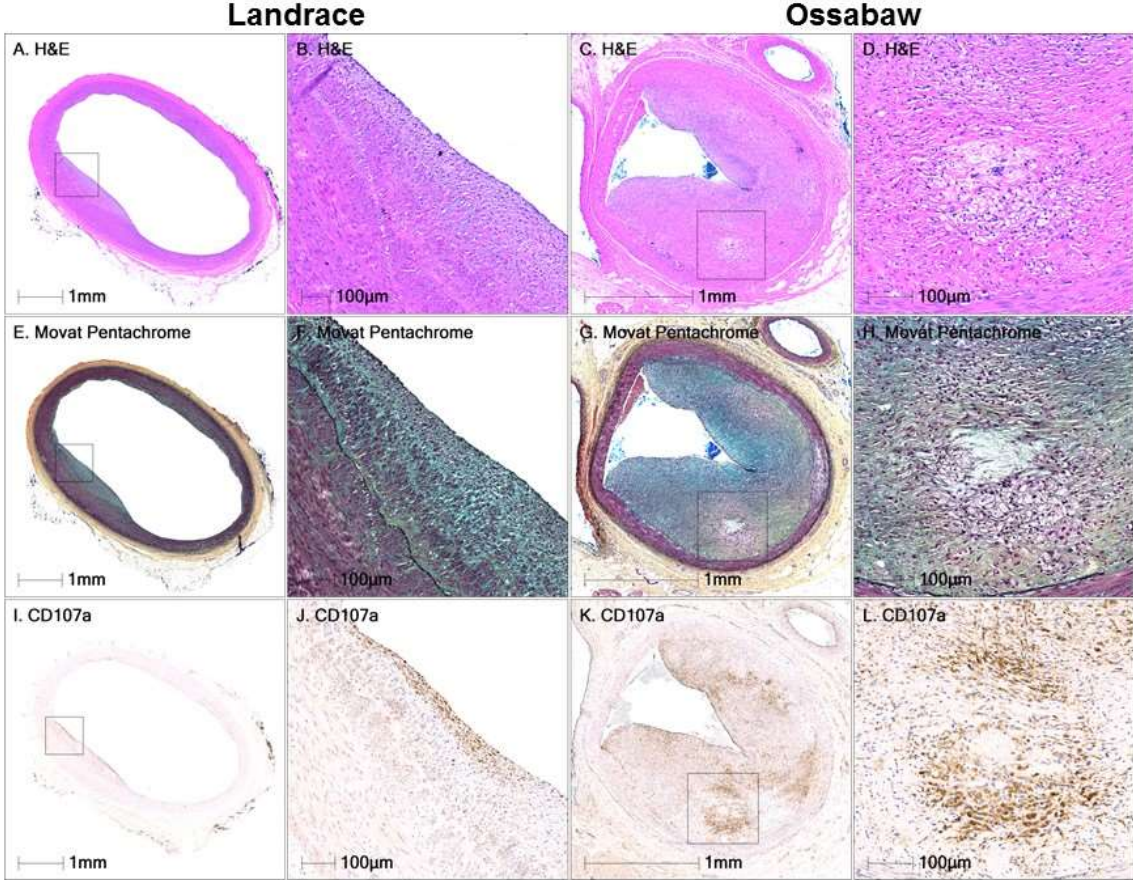 Landrace
Ossabaw
A. H&E
B. H&E
C. H&E
D. H&E
1mm
100µm
1mm
100µm
E. Movat Pentachrome
F. Movat Pentachrome
G. Movat Pentachrome
H. Movat Pentachrome
1mm
100µm
1mm
100µm
I. CD107a
J. CD107a
K. CD107a
L. CD107a
1mm
100µm
1mm
100µm